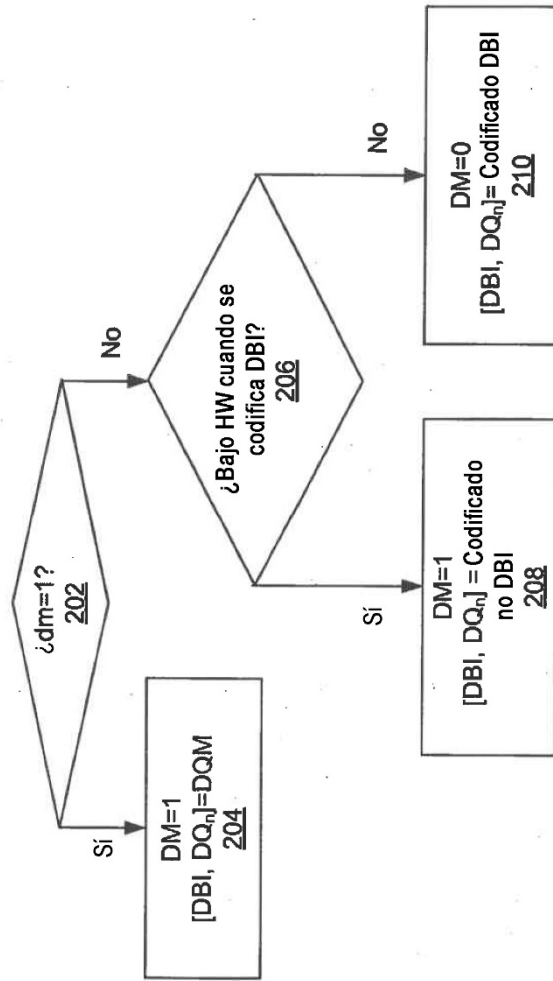 ¿dm=1?
202
Sí
No
DM=1
[DBI, DQn]=DQM
204
¿Bajo HW cuando se
codifica DBI?
206
Sí
No
DM=1
[DBI, DQn] = Codificado
no DBI
208
DM=0
[DBI, DQn]= Codificado DBI
210